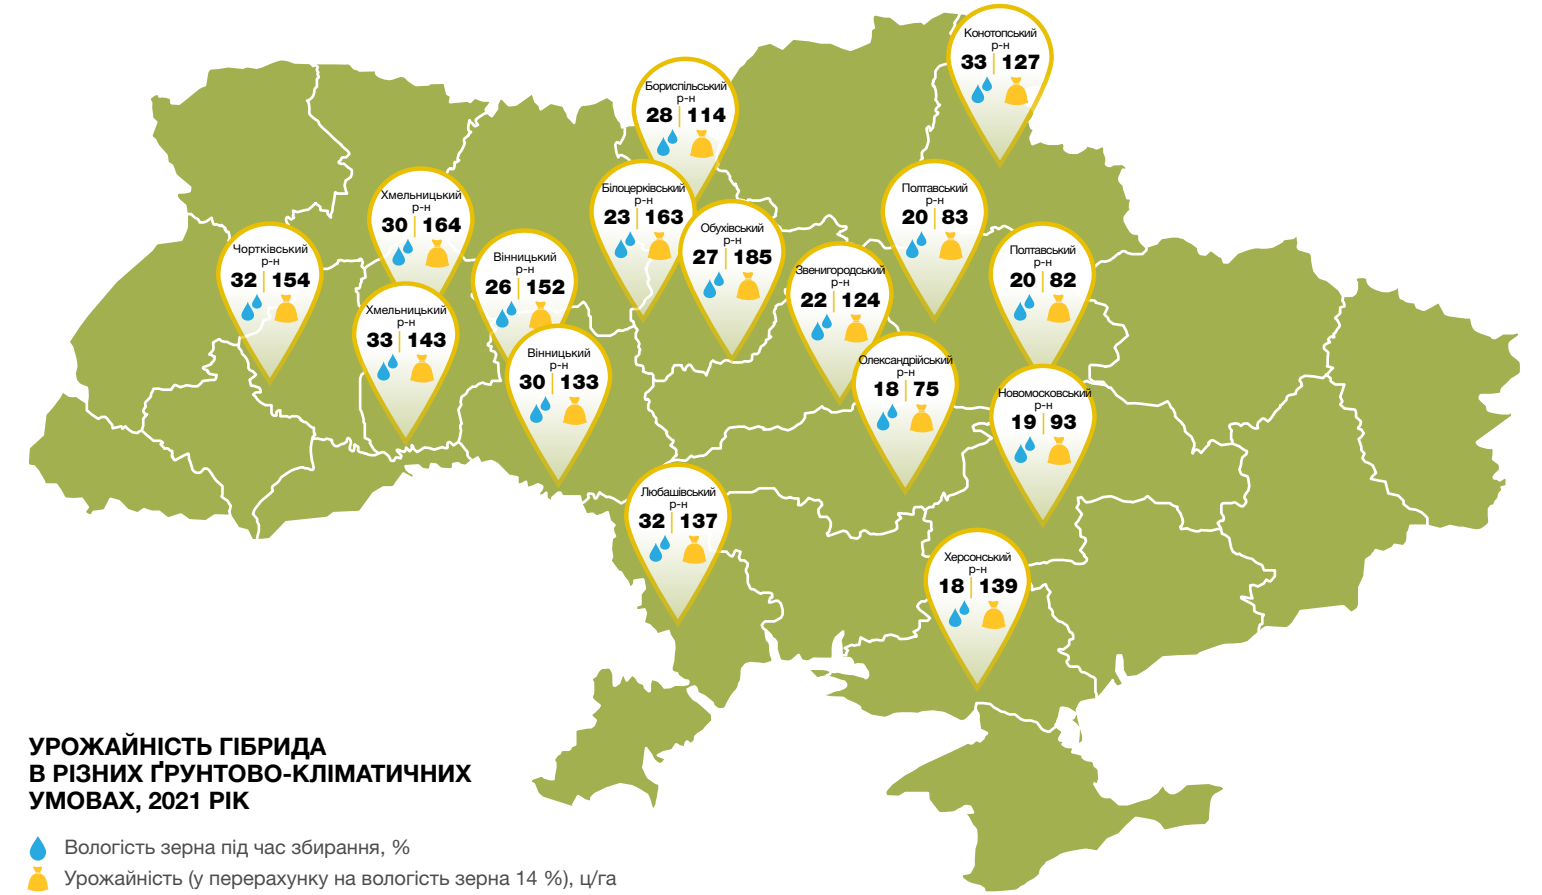 Конотопський
р-н
33 127
Бориспільський
р-н
28 114
Хмельницький
р-н
30 164
Білоцерківський
р-н
23 163
Полтавський
р-н
20 83
Чортківський
р-н
32 154
Вінницький
р-н
26 152
Обухівський
р-н
27 185
Звенигородський
р-н
22 124
Полтавський
р-н
20 82
Хмельницький
р-н
33 143
Вінницький
р-н
30 133
Олександрійський
р-н
18 75
Новомосковський
р-н
19 93
Любашівський
р-н
32 137
Херсонський
р-н
18 139
УРОЖАЙНІСТЬ ГІБРИДА
В РІЗНИХ ҐРУНТОВО-КЛІМАТИЧНИХ
УМОВАХ, 2021 РІК
Вологість зерна під час збирання, %
Урожайність (у перерахунку на вологість зерна 14 %), ц/га